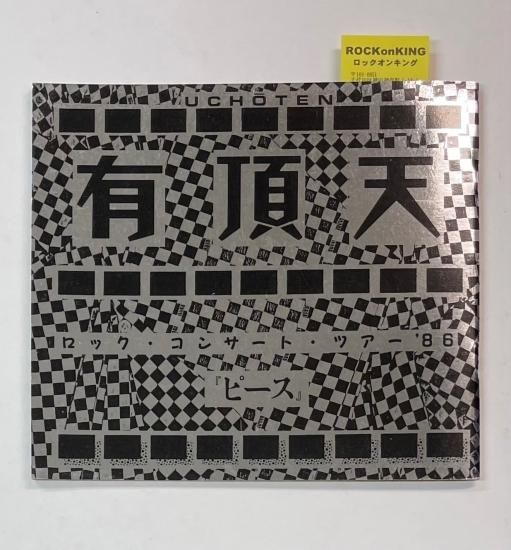 ROCKonKING
ロックオンキング
UCHŌTEN
有頂天
ロック・コンサート・ツアー'86
『ピース』